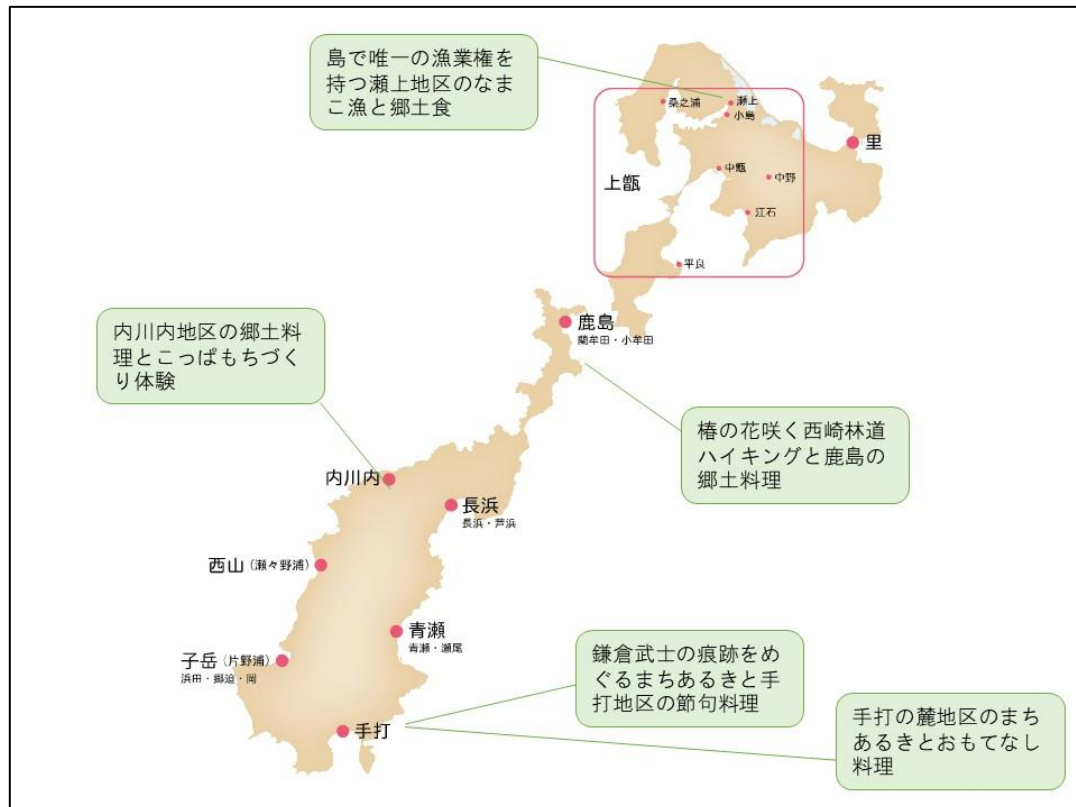 島で唯一の漁業権を
持つ瀬上地区のなま
こ漁と郷土食
桑之浦
瀬上
小島
里
中甑
中野
上甑
江石
平良
鹿島
藺牟田・小牟田
内川内地区の郷土料
理とこっぱもちづく
り体験
椿の花咲く西崎林道
ハイキングと鹿島の
郷土料理
内川内
長浜
長浜・芦浜
西山（瀬々野浦）
青瀬
青瀬・瀬尾
子岳（片野浦）
浜田・郷迫・岡
鎌倉武士の痕跡をめ
ぐるまちあるきと手
打地区の節句料理
手打
手打の麓地区のまち
あるきとおもてなし
料理